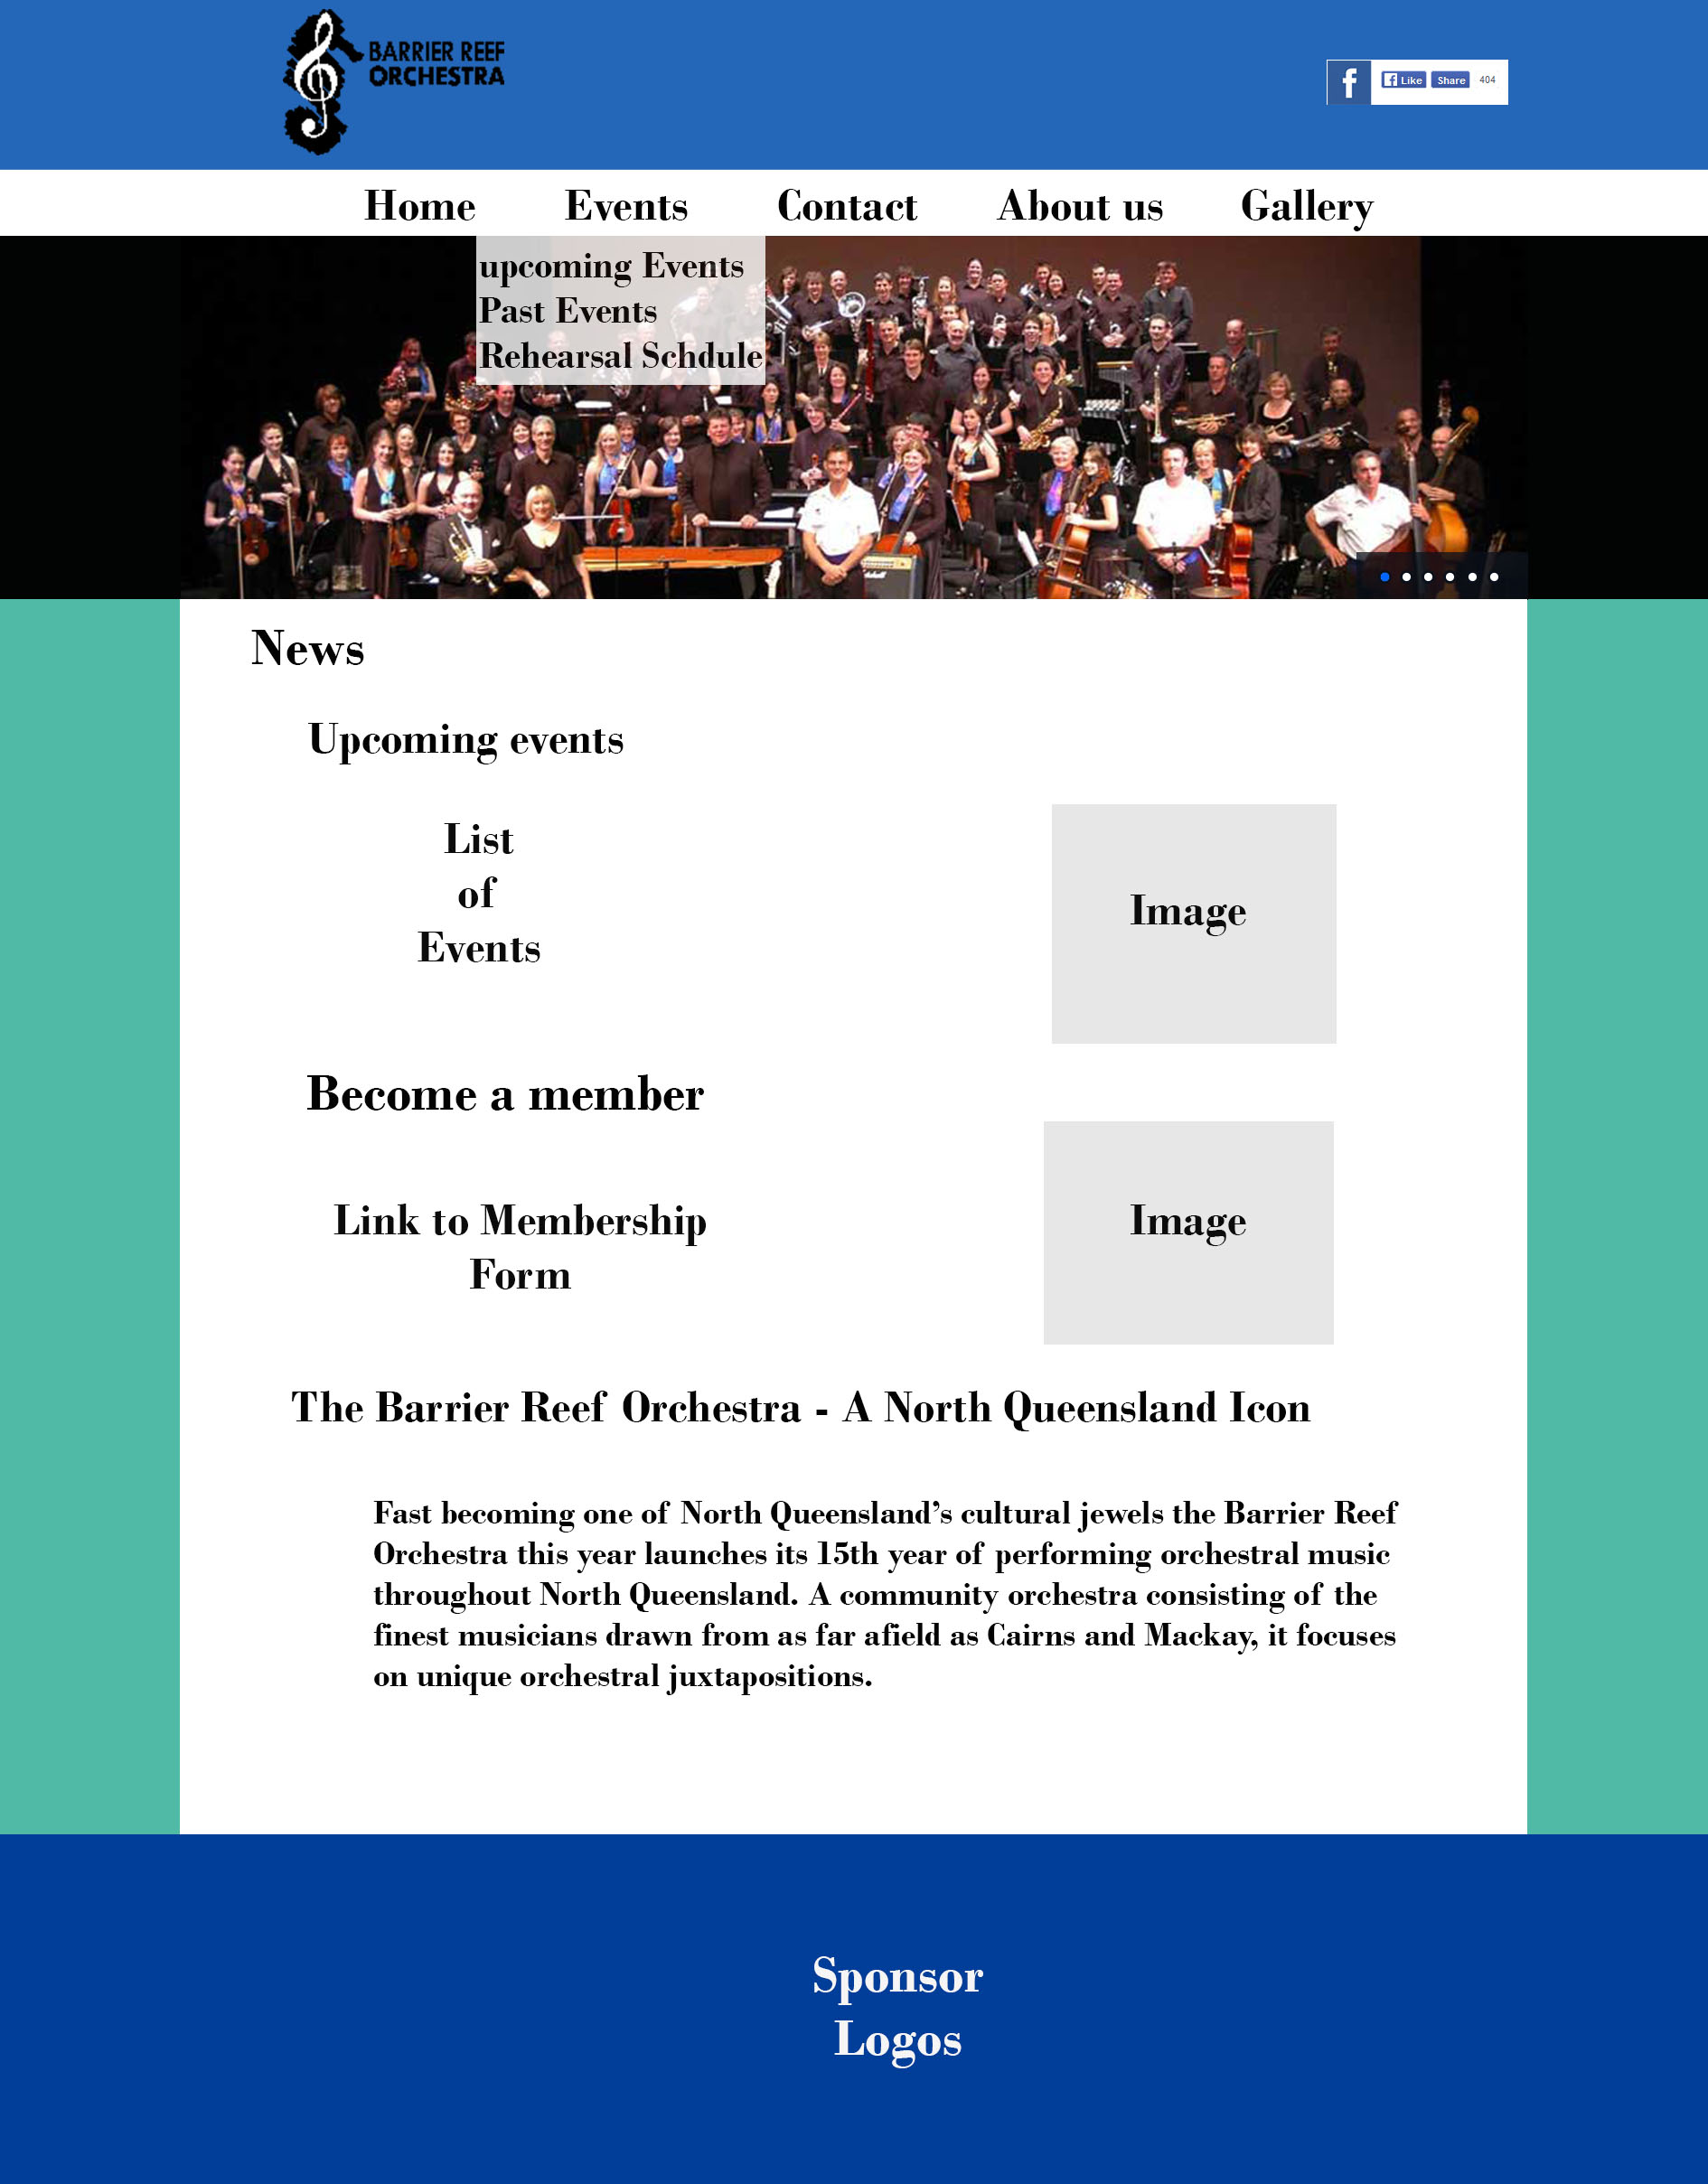 BARRIER REEF
ORCHESTRA
f Like Share 404
Home Events Contact About us Gallery
upcoming Events
Past Events
Rehearsal Schdule
News
Upcoming events
List
of
Events
Image
Become a member
Link to Membership
Form
Image
The Barrier Reef Orchestra - A North Queensland Icon
Fast becoming one of North Queensland’s cultural jewels the Barrier Reef
Orchestra this year launches its 15th year of performing orchestral music
throughout North Queensland. A community orchestra consisting of the
finest musicians drawn from as far afield as Cairns and Mackay, it focuses
on unique orchestral juxtapositions.
Sponsor
Logos